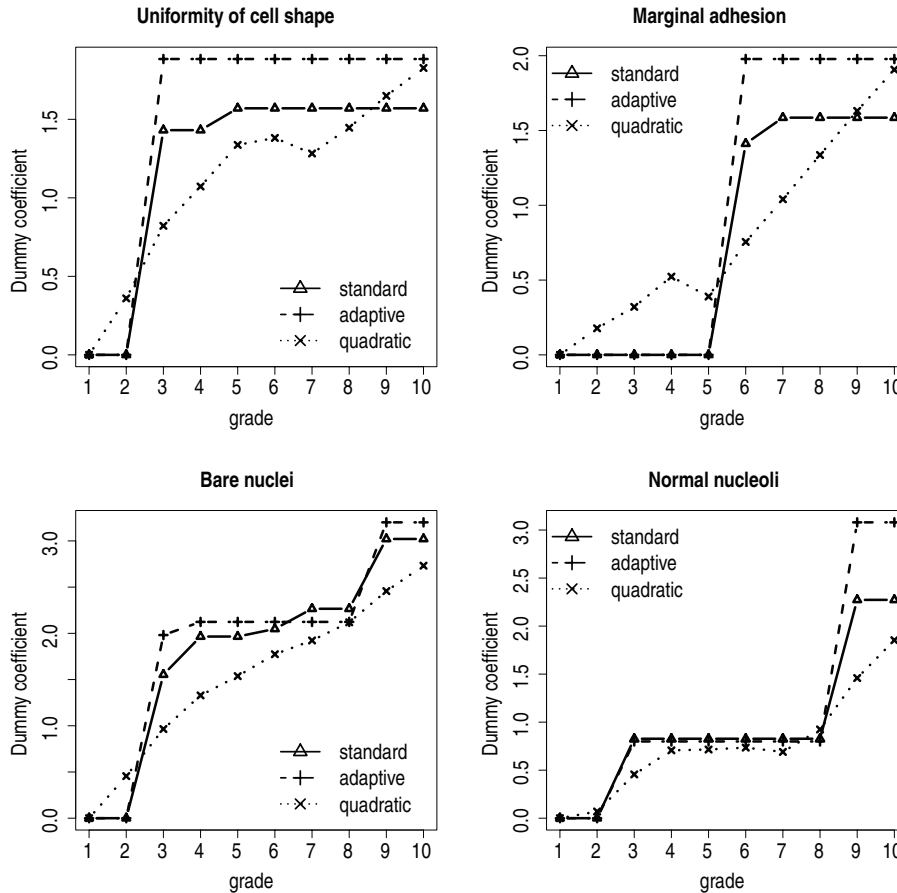 Uniformity of cell shape
Dummy coefficient
0.0 0.5 1.0 1.5
standard
adaptive
quadratic
1 2 3 4 5 6 7 8 9 10
grade
Marginal adhesion
Dummy coefficient
0.0 0.5 1.0 1.5 2.0
standard
adaptive
quadratic
1 2 3 4 5 6 7 8 9 10
grade
Bare nuclei
Dummy coefficient
0.0 1.0 2.0 3.0
standard
adaptive
quadratic
1 2 3 4 5 6 7 8 9 10
grade
Normal nucleoli
Dummy coefficient
0.0 0.5 1.0 1.5 2.0 2.5 3.0
standard
adaptive
quadratic
1 2 3 4 5 6 7 8 9 10
grade